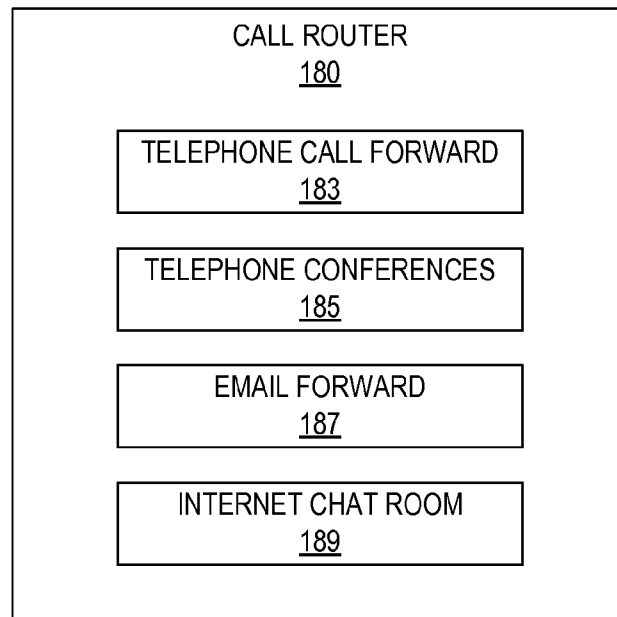 CALL ROUTER
180
TELEPHONE CALL FORWARD
183
TELEPHONE CONFERENCES
185
EMAIL FORWARD
187
INTERNET CHAT ROOM
189